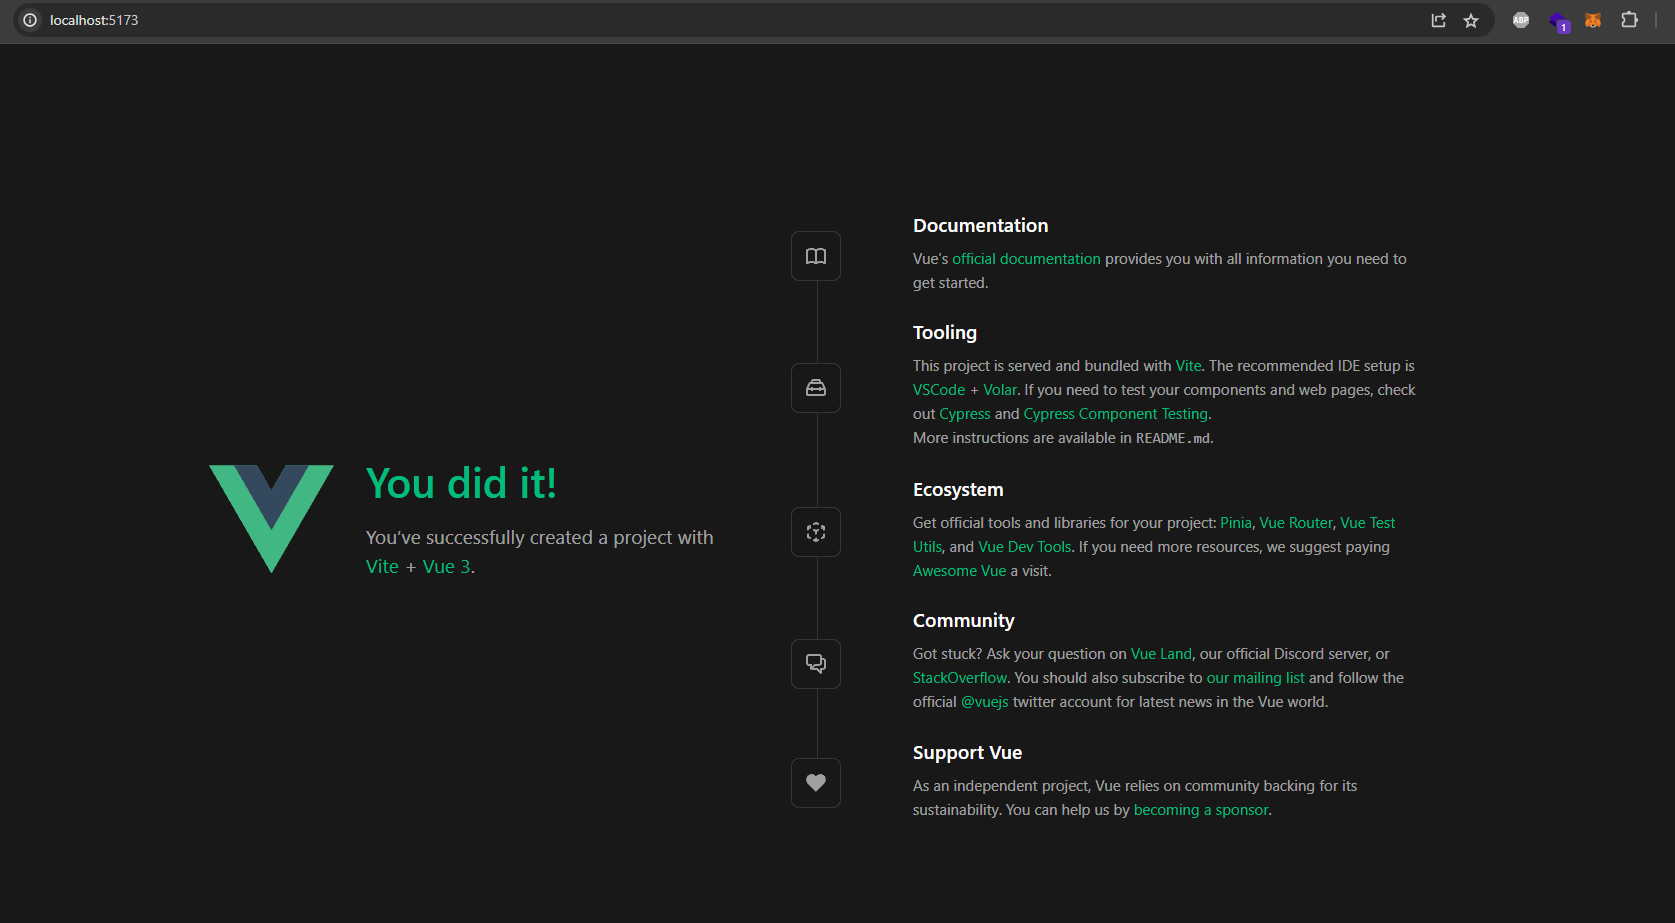 localhost:5173
ABP
1
You did it!
You’ve successfully created a project with
Vite + Vue 3.
Documentation
Vue’s official documentation provides you with all information you need to
get started.
Tooling
This project is served and bundled with Vite. The recommended IDE setup is
VSCode + Volar. If you need to test your components and web pages, check
out Cypress and Cypress Component Testing.
More instructions are available in README.md.
Ecosystem
Get official tools and libraries for your project: Pinia, Vue Router, Vue Test
Utils, and Vue Dev Tools. If you need more resources, we suggest paying
Awesome Vue a visit.
Community
Got stuck? Ask your question on Vue Land, our official Discord server, or
StackOverflow. You should also subscribe to our mailing list and follow the
official @vuejs twitter account for latest news in the Vue world.
Support Vue
As an independent project, Vue relies on community backing for its
sustainability. You can help us by becoming a sponsor.